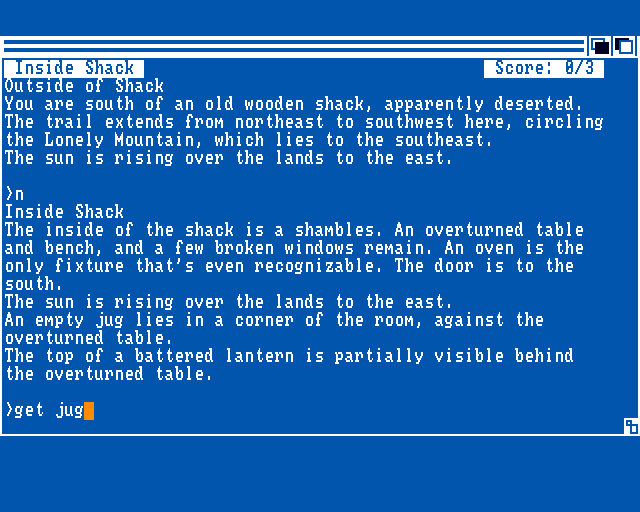 Inside Shack Score: 0/3
Outside of Shack
You are south of an old wooden shack, apparently deserted.
The trail extends from northeast to southwest here, circling
the Lonely Mountain, which lies to the southeast.
The sun is rising over the lands to the east.
>n
Inside Shack
The inside of the shack is a shambles. An overturned table
and bench, and a few broken windows remain. An oven is the
only fixture that's even recognizable. The door is to the
south.
The sun is rising over the lands to the east.
An empty jug lies in a corner of the room, against the
overturned table.
The top of a battered lantern is partially visible behind
the overturned table.
>get jug